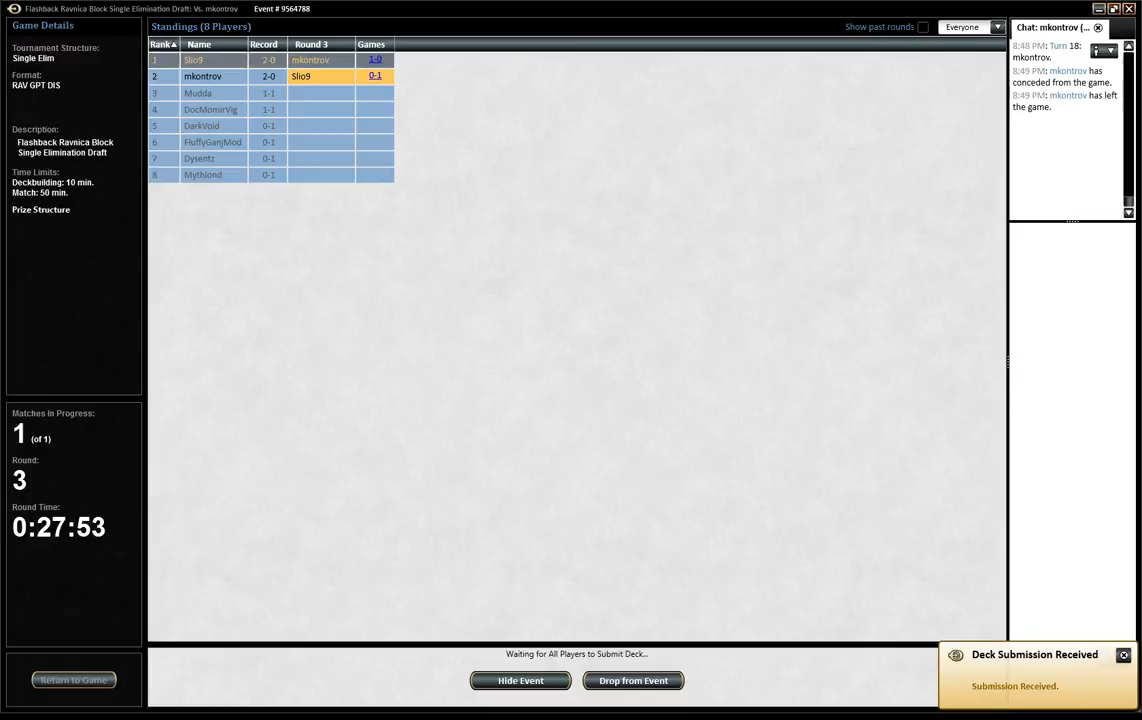 Flashback Ravnica Block Single Elimination Draft: Vs. mkontrov Event # 9564788
Game Details
Tournament Structure:
Single Elim
Format:
RAV GPT DIS
Description:
Flashback Ravnica Block
Single Elimination Draft
Time Limits:
Deckbuilding: 10 min.
Match: 50 min.
Prize Structure
Matches In Progress:
1 (of 1)
Round:
3
Round Time:
0:27:53
Return to Game
Standings (8 Players)
Show past rounds
Everyone
Rank Name Record Round 3 Games
1 Slio9 2-0 mkontrov 1-0
2 mkontrov 2-0 Slio9 0-1
3 Mudda 1-1
4 DocMomirVig 1-1
5 DarkVoid 0-1
6 FluffyGanjMod 0-1
7 Dysentz 0-1
8 Mythlond 0-1
Waiting for All Players to Submit Deck...
Hide Event
Drop from Event
Chat: mkontrov (...
8:48 PM: Turn 18:
mkontrov.
8:49 PM: mkontrov has
conceded from the game.
8:49 PM: mkontrov has left
the game.
Deck Submission Received
Submission Received.